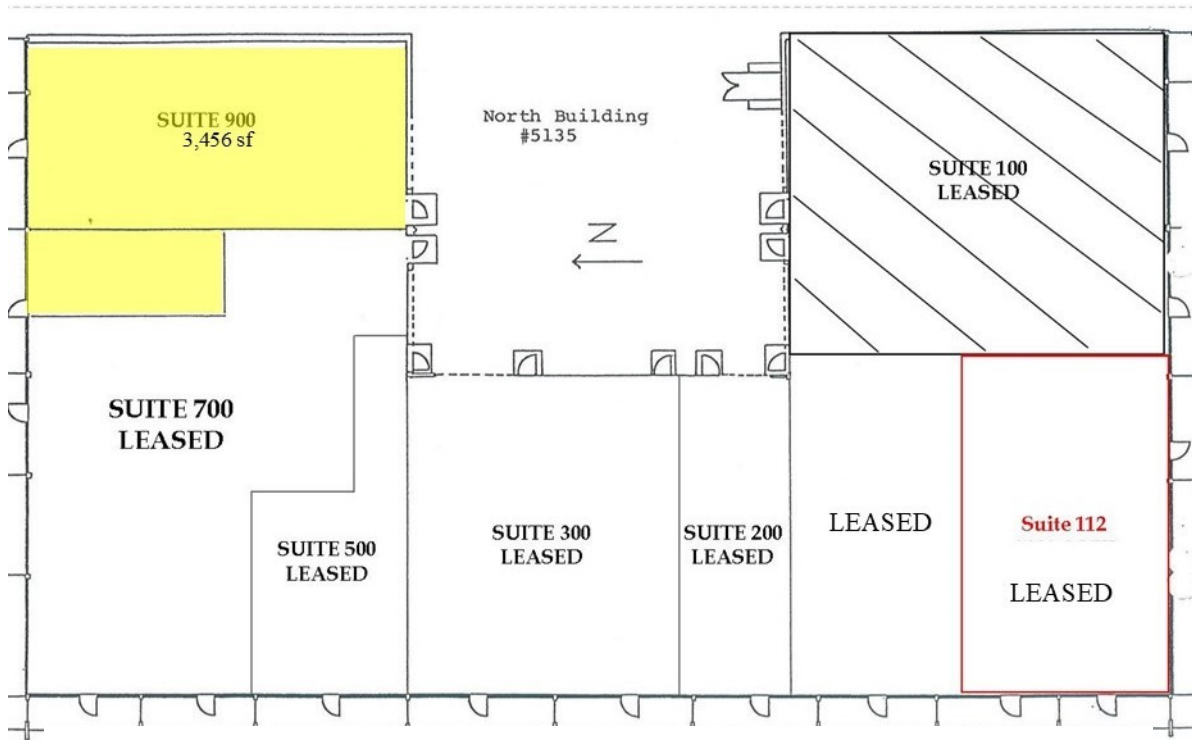 SUITE 900
3,456 sf
North Building
#5135
SUITE 100
LEASED
N
SUITE 700
LEASED
SUITE 500
LEASED
SUITE 300
LEASED
SUITE 200
LEASED
LEASED
Suite 112
LEASED